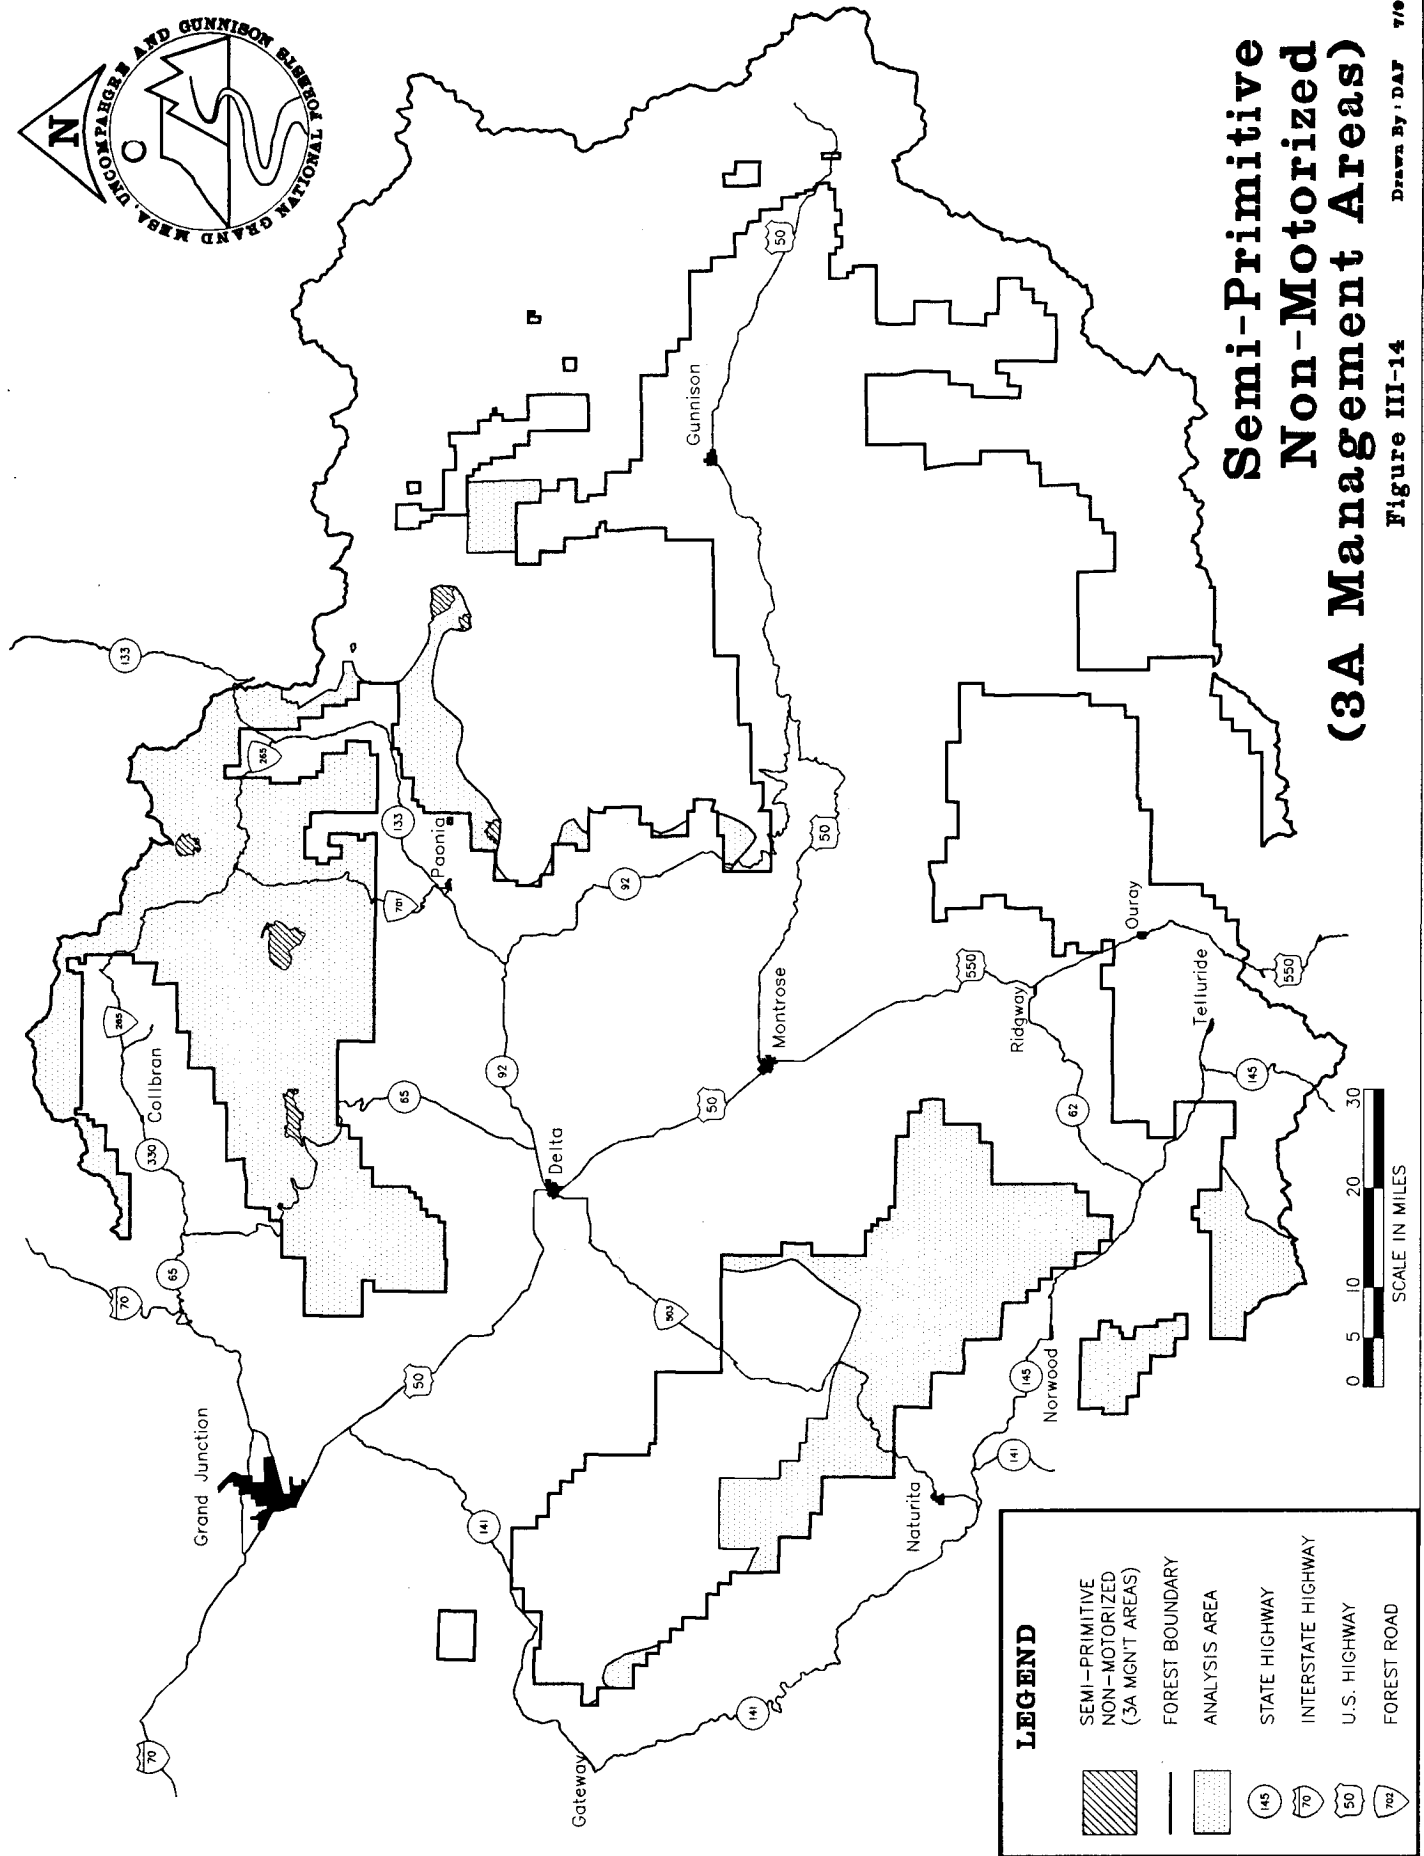 N
GRAND MESA, UNCOMPAHGRE AND GUNNISON NATIONAL FORESTS
Semi-Primitive
Non-Motorized
(3A Management Areas)
Figure III-14
Drawn By : DAF
133
265
133
Paonia
701
92
265
Collbran
330
65
65
70
92
Delta
50
Gunnison
50
50
Montrose
50
550
Ridgway
Ouray
Telluride
550
62
145
503
50
Grand Junction
141
70
Gateway
141
Naturita
141
145
Norwood
0 5 10 20 30
SCALE IN MILES
LEGEND
SEMI-PRIMITIVE
NON-MOTORIZED
(3A MGN'T AREAS)
FOREST BOUNDARY
ANALYSIS AREA
145 STATE HIGHWAY
70 INTERSTATE HIGHWAY
50 U.S. HIGHWAY
702 FOREST ROAD